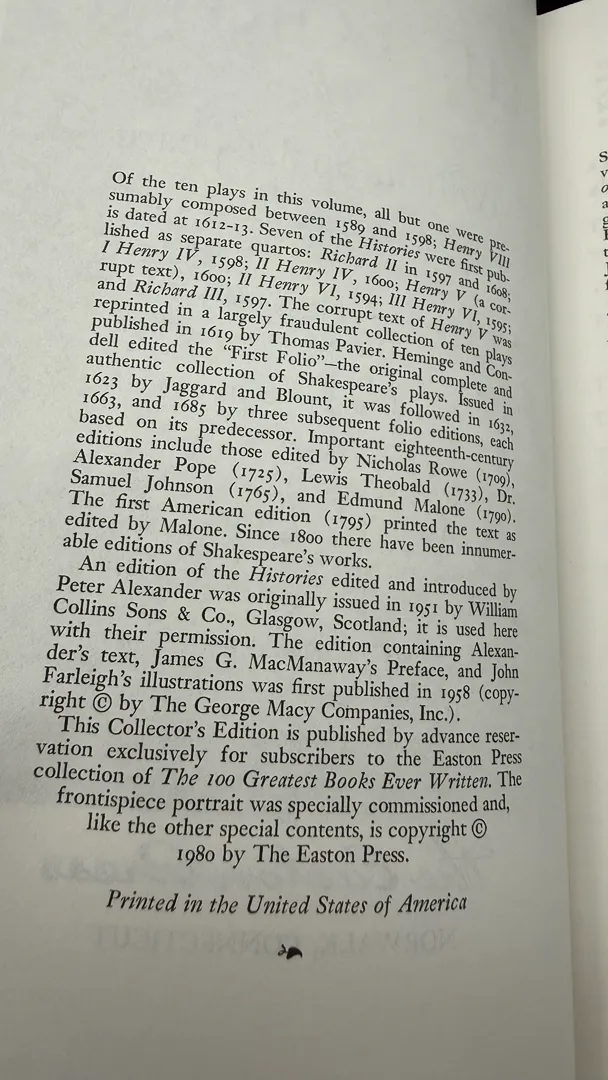 Of the ten plays in this volume, all but one were pre-
sumably composed between 1589 and 1598; Henry VIII
is dated at 1612-13. Seven of the Histories were first pub-
lished as separate quartos: Richard II in 1597 and 1608;
I Henry IV, 1598; II Henry IV, 1600; Henry V (a cor-
rupt text), 1600; II Henry VI, 1594; III Henry VI, 1595;
and Richard III, 1597. The corrupt text of Henry V was
reprinted in a largely fraudulent collection of ten plays
published in 1619 by Thomas Pavier. Heminge and Con-
dell edited the “First Folio”—the original complete and
authentic collection of Shakespeare's plays. Issued in
1623 by Jaggard and Blount, it was followed in 1632,
1663, and 1685 by three subsequent folio editions, each
based on its predecessor. Important eighteenth-century
editions include those edited by Nicholas Rowe (1709),
Alexander Pope (1725), Lewis Theobald (1733), Dr.
Samuel Johnson (1765), and Edmund Malone (1790).
The first American edition (1795) printed the text as
edited by Malone. Since 1800 there have been innumer-
able editions of Shakespeare's works.
An edition of the Histories edited and introduced by
Peter Alexander was originally issued in 1951 by William
Collins Sons & Co., Glasgow, Scotland; it is used here
with their permission. The edition containing Alexan-
der's text, James G. MacManaway's Preface, and John
Farleigh's illustrations was first published in 1958 (copy-
right © by The George Macy Companies, Inc.).
This Collector's Edition is published by advance reser-
vation exclusively for subscribers to the Easton Press
collection of The 100 Greatest Books Ever Written. The
frontispiece portrait was specially commissioned and,
like the other special contents, is copyright ©
1980 by The Easton Press.
Printed in the United States of America